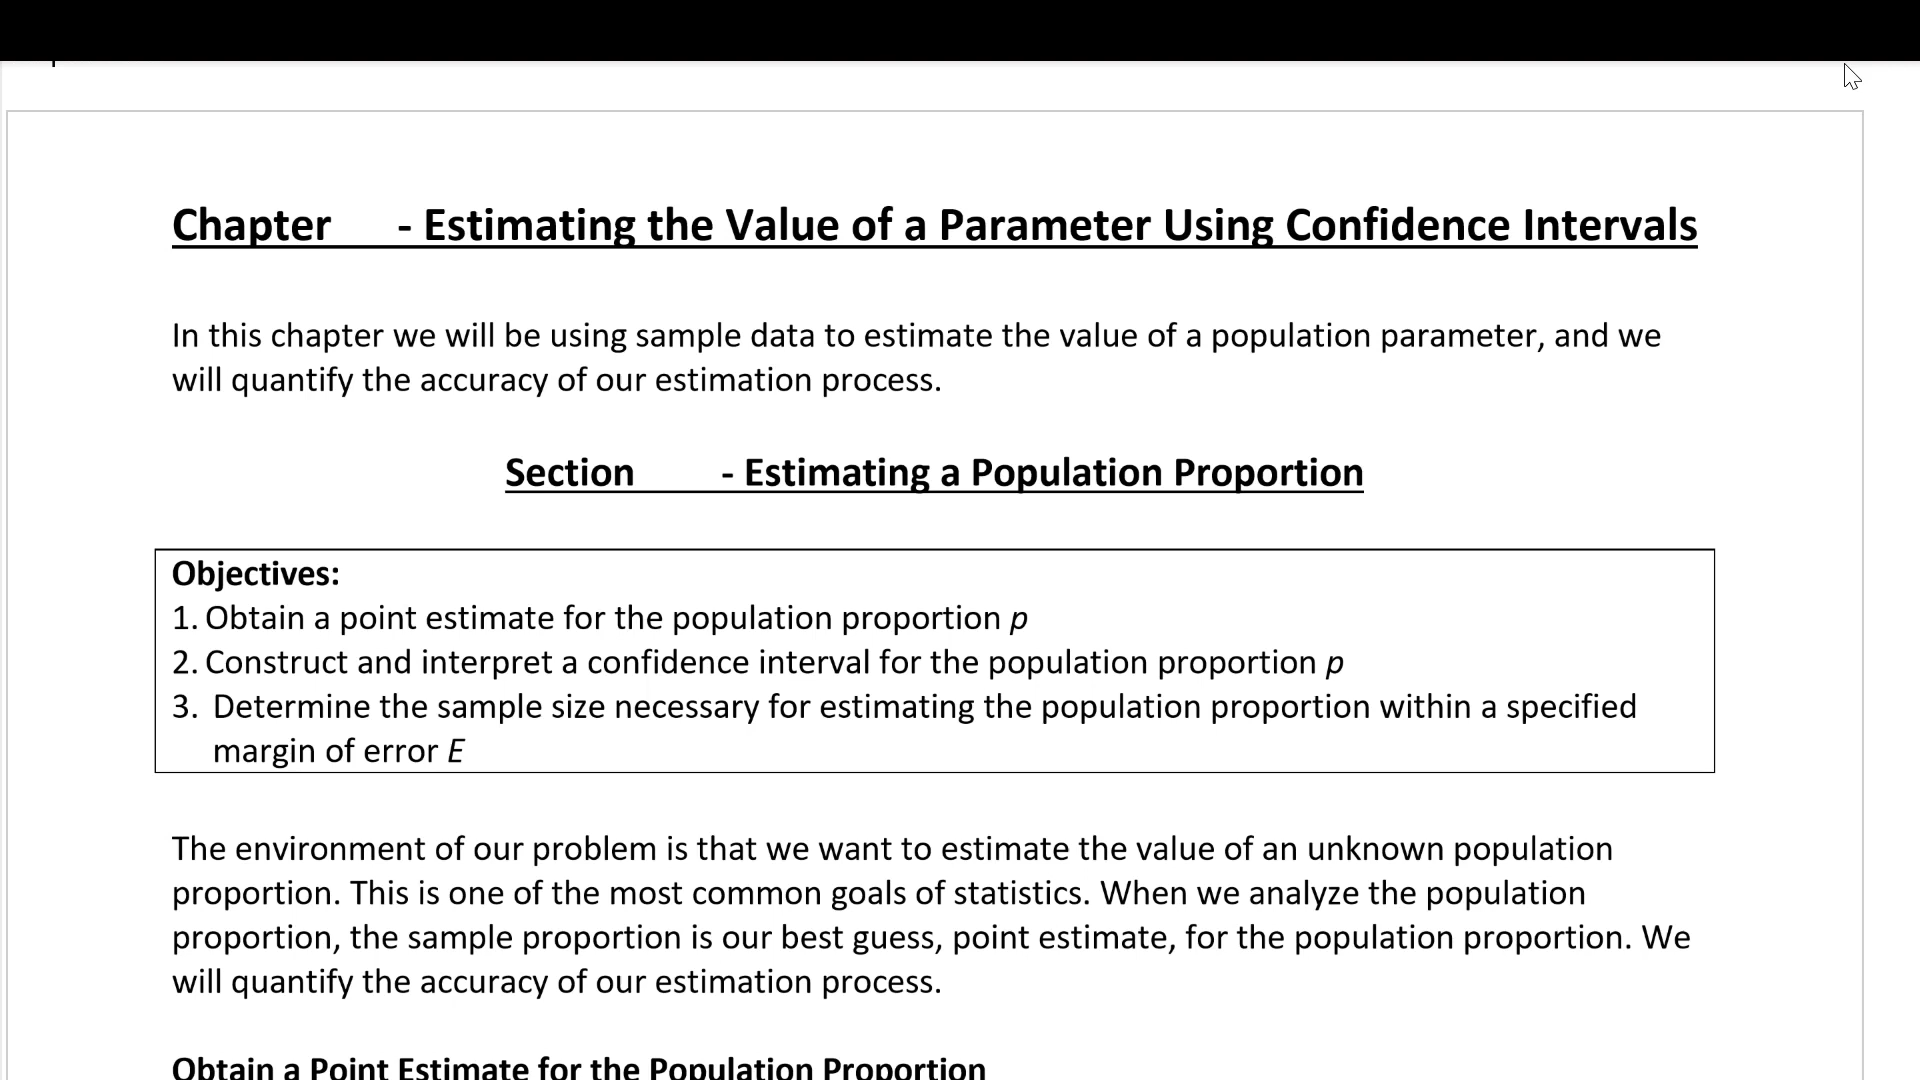 Chapter - Estimating the Value of a Parameter Using Confidence Intervals
In this chapter we will be using sample data to estimate the value of a population parameter, and we
will quantify the accuracy of our estimation process.
Section - Estimating a Population Proportion
Objectives:
1. Obtain a point estimate for the population proportion p
2. Construct and interpret a confidence interval for the population proportion p
3. Determine the sample size necessary for estimating the population proportion within a specified
margin of error E
The environment of our problem is that we want to estimate the value of an unknown population
proportion. This is one of the most common goals of statistics. When we analyze the population
proportion, the sample proportion is our best guess, point estimate, for the population proportion. We
will quantify the accuracy of our estimation process.
Obtain a Point Estimate for the Population Proportion